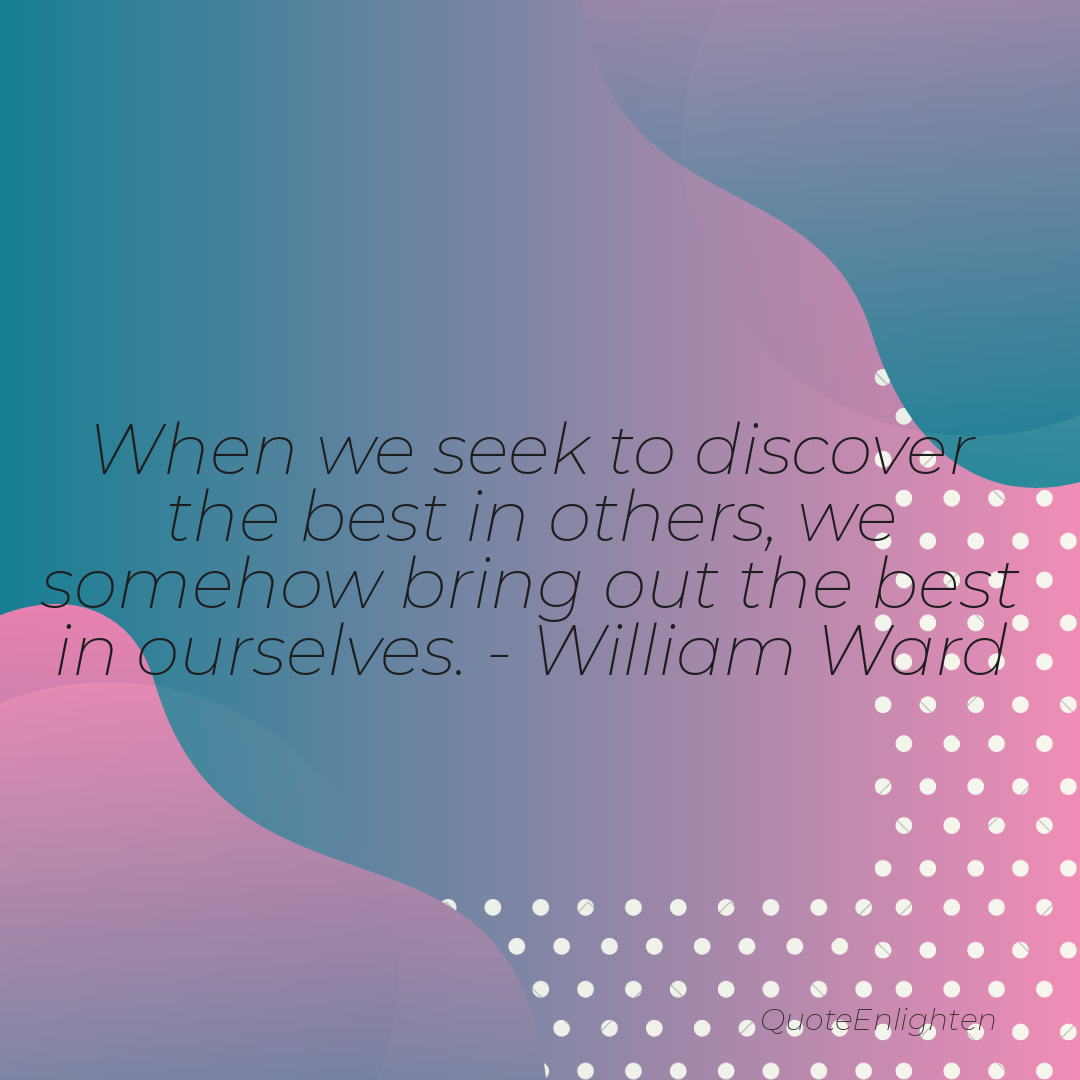 When we seek to discover
the best in others, we
somehow bring out the best
in ourselves. - William Ward
QuoteEnlighten